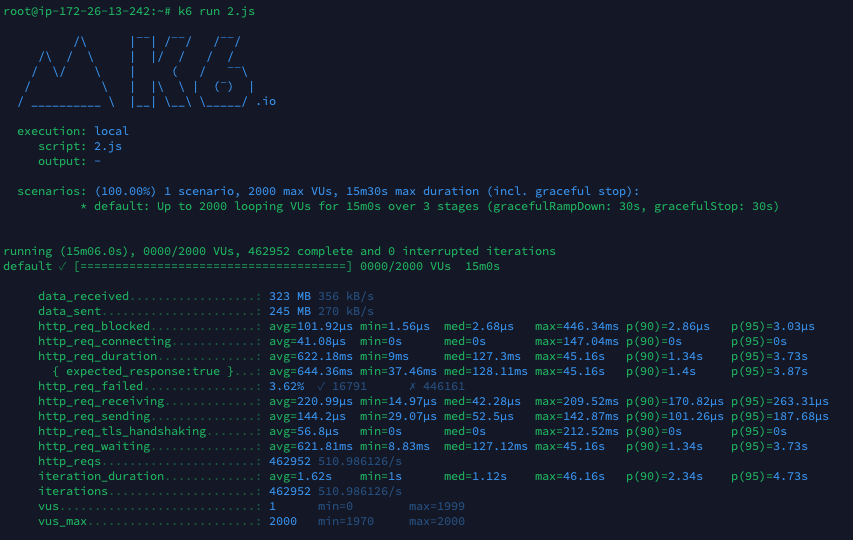 root@ip-172-26-13-242:~# k6 run 2.js
          /\      |‾‾| /‾‾/   /‾‾/
     /\  /  \     |  |/  /   /  /
    /  \/    \    |     (   /   ‾‾\
   /          \   |  |\  \ |  (‾)  |
  / __________ \  |__| \__\ \_____/ .io
  execution: local
     script: 2.js
     output: -
  scenarios: (100.00%) 1 scenario, 2000 max VUs, 15m30s max duration (incl. graceful stop):
           * default: Up to 2000 looping VUs for 15m0s over 3 stages (gracefulRampDown: 30s, gracefulStop: 30s)
running (15m06.0s), 0000/2000 VUs, 462952 complete and 0 interrupted iterations
default ✓ [======================================] 0000/2000 VUs  15m0s
     data_received..................: 323 MB 356 kB/s
     data_sent......................: 245 MB 270 kB/s
     http_req_blocked...............: avg=101.92µs min=1.56µs  med=2.68µs   max=446.34ms p(90)=2.86µs   p(95)=3.03µs
     http_req_connecting............: avg=41.08µs  min=0s      med=0s       max=147.04ms p(90)=0s       p(95)=0s
     http_req_duration..............: avg=622.18ms min=9ms     med=127.3ms  max=45.16s   p(90)=1.34s    p(95)=3.73s
       { expected_response:true }...: avg=644.36ms min=37.46ms med=128.11ms max=45.16s   p(90)=1.4s     p(95)=3.87s
     http_req_failed................: 3.62%  ✓ 16791      ✗ 446161
     http_req_receiving.............: avg=220.99µs min=14.97µs med=42.28µs  max=209.52ms p(90)=170.82µs p(95)=263.31µs
     http_req_sending...............: avg=144.2µs  min=29.07µs med=52.5µs   max=142.87ms p(90)=101.26µs p(95)=187.68µs
     http_req_tls_handshaking.......: avg=56.8µs   min=0s      med=0s       max=212.52ms p(90)=0s       p(95)=0s
     http_req_waiting...............: avg=621.81ms min=8.83ms  med=127.12ms max=45.16s   p(90)=1.34s    p(95)=3.73s
     http_reqs......................: 462952 510.986126/s
     iteration_duration.............: avg=1.62s    min=1s      med=1.12s    max=46.16s   p(90)=2.34s    p(95)=4.73s
     iterations.....................: 462952 510.986126/s
     vus............................: 1      min=0        max=1999
     vus_max........................: 2000   min=1970     max=2000